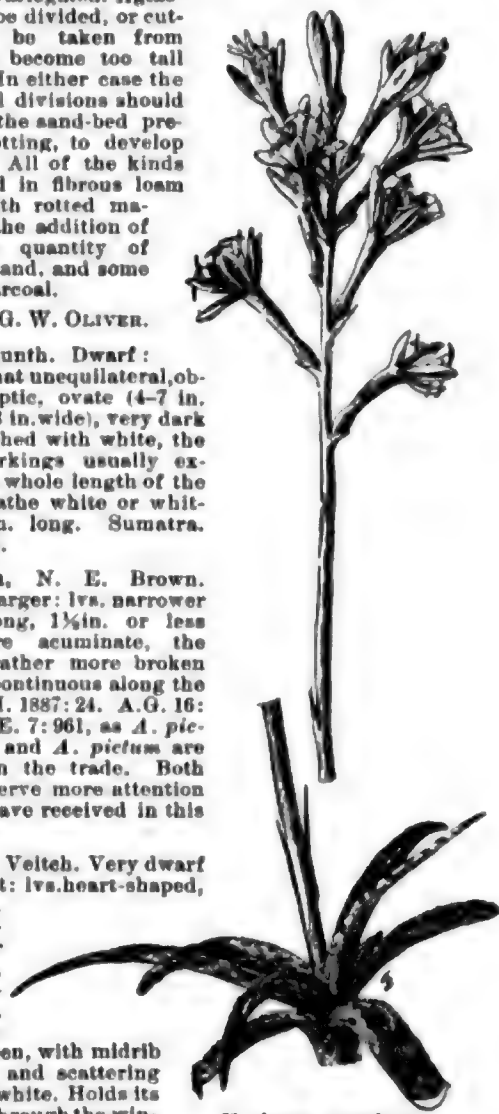 be divided, or cut-
be taken from
become too tall
In either case the
divisions should
the sand-bed pre-
otting, to develop
All of the kinds
in fibrous loam
th rotted ma-
he addition of
quantity of
and, and some
rcoal.
G. W. OLIVER.
unth. Dwarf:
hat unequilateral, ob-
ptic, ovate (4-7 in.
in. wide), very dark
hed with white, the
rkings usually ex-
whole length of the
athe white or whit-
n. long. Sumatra.
N. E. Brown.
arger: lvs. narrower
ong, 1½in. or less
re acuminate, the
ather more broken
continuous along the
1887:24. A.G. 16:
E. 7:961, as A. pic-
and A. pictum are
n the trade. Both
erve more attention
ave received in this
Veitch. Very dwarf
t: lvs. heart-shaped,
en, with midrib
and scattering
white. Holds its